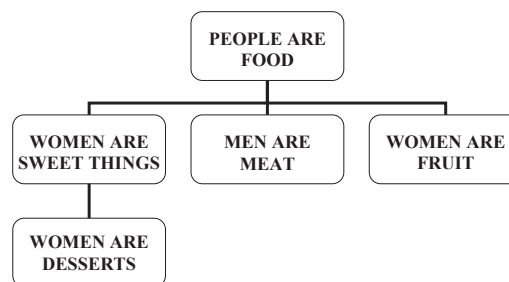 PEOPLE ARE
FOOD
WOMEN ARE
SWEET THINGS
MEN ARE
MEAT
WOMEN ARE
FRUIT
WOMEN ARE
DESSERTS